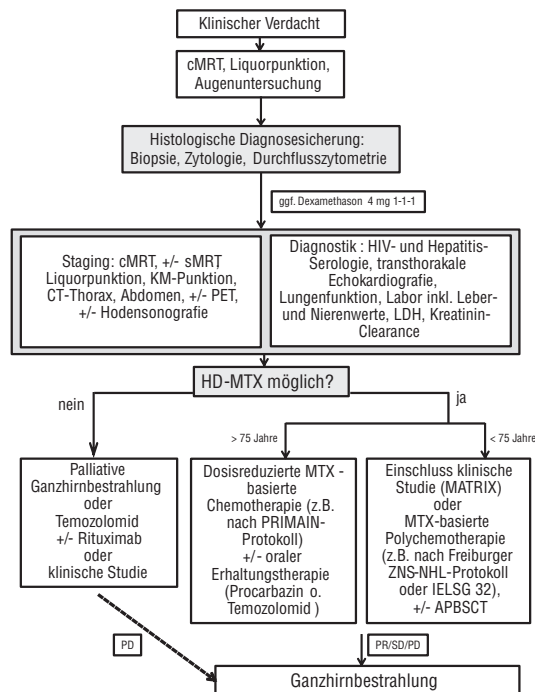 Klinischer Verdacht
cMRT, Liquorpunktion,
Augenuntersuchung
Histologische Diagnosesicherung:
Biopsie, Zytologie, Durchflusszytometrie
ggf. Dexamethason 4 mg 1-1-1
Staging: cMRT, +/- sMRT,
Liquorpunktion, KM-Punktion,
CT-Thorax, Abdomen, +/- PET,
+/- Hodensonografie
Diagnostik : HIV- und Hepatitis-
Serologie, transthorakale
Echokardiografie,
Lungenfunktion, Labor inkl. Leber-
und Nierenwerte, LDH, Kreatinin-
Clearance
HD-MTX möglich?
nein
ja
> 75 Jahre
< 75 Jahre
Palliative
Ganzhirnbestrahlung
oder
Temozolomid
+/- Rituximab
oder
klinische Studie
Dosisreduzierte MTX -
basierte
Chemotherapie (z.B.
nach PRIMAIN-
Protokoll)
+/- oraler
Erhaltungstherapie
(Procarbazin o.
Temozolomid )
Einschluss klinische
Studie (MATRIX)
oder
MTX-basierte
Polychemotherapie
(z.B. nach Freiburger
ZNS-NHL-Protokoll
oder IELSG 32),
+/- APBSCT
PD
PR/SD/PD
Ganzhirnbestrahlung